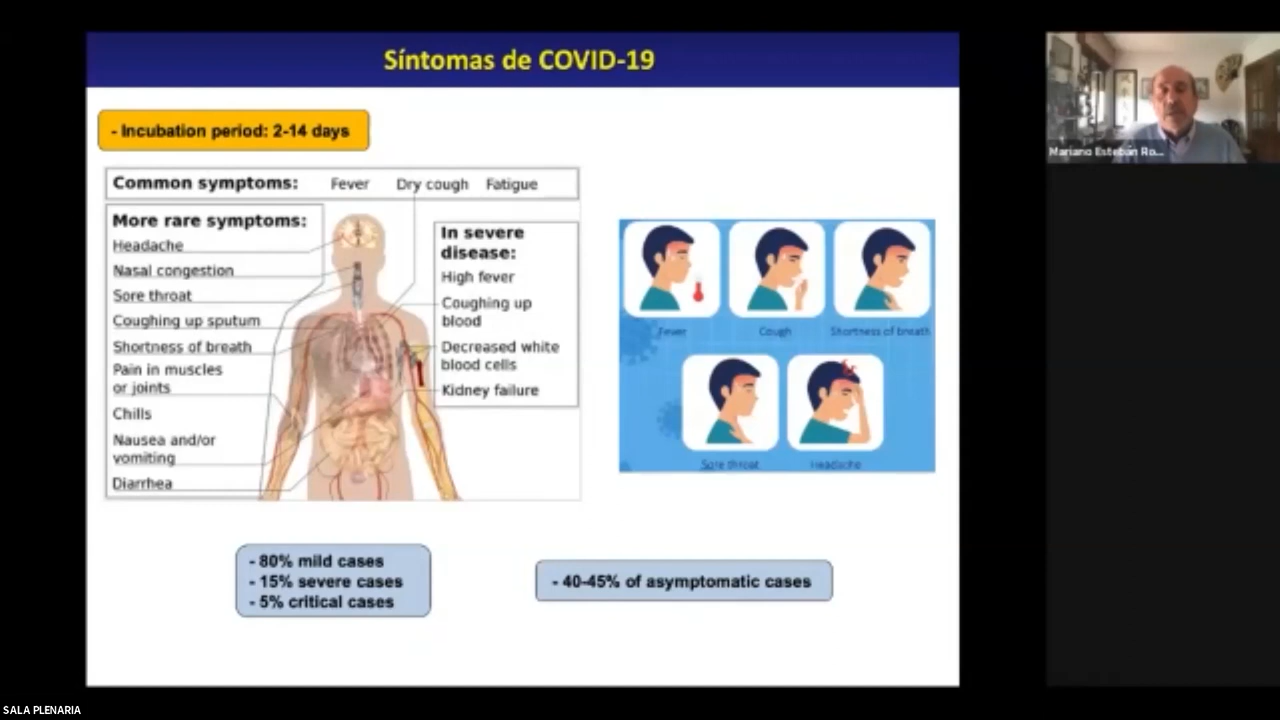 Síntomas de COVID-19
- Incubation period: 2-14 days
Common symptoms: Fever Dry cough Fatigue
More rare symptoms:
Headache
Nasal congestion
Sore throat
Coughing up sputum
Shortness of breath
Pain in muscles
or joints
Chills
Nausea and/or
vomiting
Diarrhea
In severe
disease:
High fever
Coughing up
blood
Decreased white
blood cells
Kidney failure
Fever Cough Shortness of breath
Sore throat Headache
- 80% mild cases
- 15% severe cases
- 5% critical cases
- 40-45% of asymptomatic cases
Mariano Esteban Ro...
SALA PLENARIA